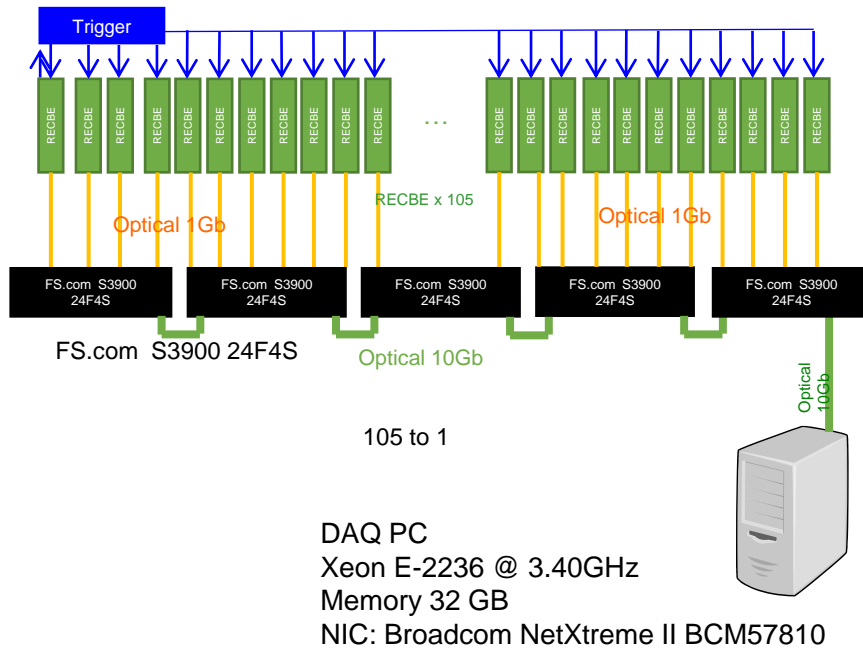 Trigger
RECBE
RECBE
RECBE
RECBE
RECBE
RECBE
RECBE
RECBE
RECBE
RECBE
RECBE
...
RECBE
RECBE
RECBE
RECBE
RECBE
RECBE
RECBE
RECBE
RECBE
RECBE
RECBE
RECBE x 105
Optical 1Gb
Optical 1Gb
FS.com S3900
24F4S
FS.com S3900
24F4S
FS.com S3900
24F4S
FS.com S3900
24F4S
FS.com S3900
24F4S
FS.com S3900 24F4S
Optical 10Gb
Optical
10Gb
105 to 1
DAQ PC
Xeon E-2236 @ 3.40GHz
Memory 32 GB
NIC: Broadcom NetXtreme II BCM57810